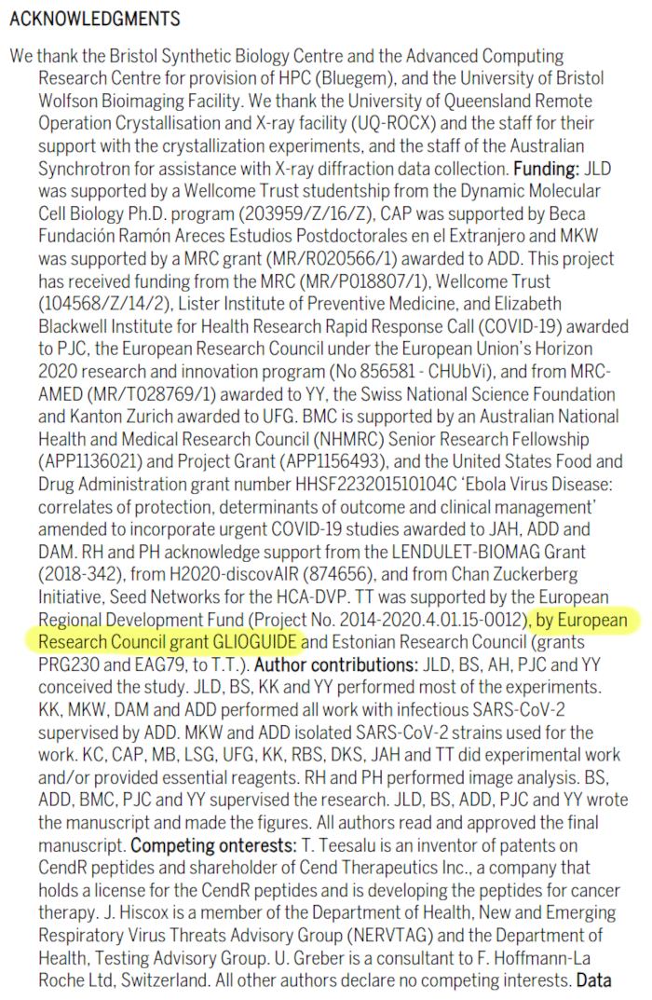 ACKNOWLEDGMENTS
We thank the Bristol Synthetic Biology Centre and the Advanced Computing
Research Centre for provision of HPC (Bluegem), and the University of Bristol
Wolfson Bioimaging Facility. We thank the University of Queensland Remote
Operation Crystallisation and X-ray facility (UQ-ROCX) and the staff for their
support with the crystallization experiments, and the staff of the Australian
Synchrotron for assistance with X-ray diffraction data collection. Funding: JLD
was supported by a Wellcome Trust studentship from the Dynamic Molecular
Cell Biology Ph.D. program (203959/Z/16/Z), CAP was supported by Beca
Fundación Ramón Areces Estudios Postdoctorales en el Extranjero and MKW
was supported by a MRC grant (MR/R020566/1) awarded to ADD. This project
has received funding from the MRC (MR/P018807/1), Wellcome Trust
(104568/Z/14/2), Lister Institute of Preventive Medicine, and Elizabeth
Blackwell Institute for Health Research Rapid Response Call (COVID-19) awarded
to PJC, the European Research Council under the European Union’s Horizon
2020 research and innovation program (No 856581 - CHUbVi), and from MRC-
AMED (MR/T028769/1) awarded to YY, the Swiss National Science Foundation
and Kanton Zurich awarded to UFG. BMC is supported by an Australian National
Health and Medical Research Council (NHMRC) Senior Research Fellowship
(APP1136021) and Project Grant (APP1156493), and the United States Food and
Drug Administration grant number HHSF223201510104C ‘Ebola Virus Disease:
correlates of protection, determinants of outcome and clinical management’
amended to incorporate urgent COVID-19 studies awarded to JAH, ADD and
DAM. RH and PH acknowledge support from the LENDULET-BIOMAG Grant
(2018-342), from H2020-discovAIR (874656), and from Chan Zuckerberg
Initiative, Seed Networks for the HCA-DVP. TT was supported by the European
Regional Development Fund (Project No. 2014-2020.4.01.15-0012), by European
Research Council grant GLIOGUIDE and Estonian Research Council (grants
PRG230 and EAG79, to T.T.). Author contributions: JLD, BS, AH, PJC and YY
conceived the study. JLD, BS, KK and YY performed most of the experiments.
KK, MKW, DAM and ADD performed all work with infectious SARS-CoV-2
supervised by ADD. MKW and ADD isolated SARS-CoV-2 strains used for the
work. KC, CAP, MB, LSG, UFG, KK, RBS, DKS, JAH and TT did experimental work
and/or provided essential reagents. RH and PH performed image analysis. BS,
ADD, BMC, PJC and YY supervised the research. JLD, BS, ADD, PJC and YY wrote
the manuscript and made the figures. All authors read and approved the final
manuscript. Competing onterests: T. Teesalu is an inventor of patents on
CendR peptides and shareholder of Cend Therapeutics Inc., a company that
holds a license for the CendR peptides and is developing the peptides for cancer
therapy. J. Hiscox is a member of the Department of Health, New and Emerging
Respiratory Virus Threats Advisory Group (NERVTAG) and the Department of
Health, Testing Advisory Group. U. Greber is a consultant to F. Hoffmann-La
Roche Ltd, Switzerland. All other authors declare no competing interests. Data